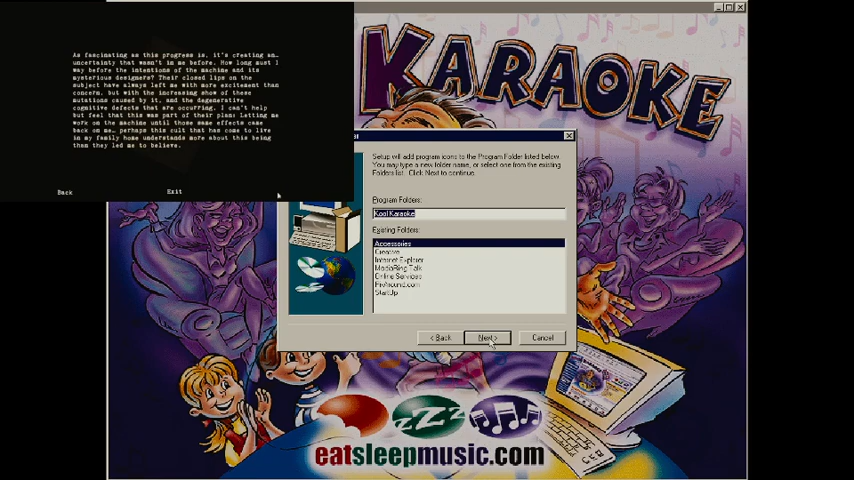 As fascinating as this progress is, it's creating an…
uncertainty that wasn't in me before. How long must I
way before the intentions of the machine and its
mysterious designers? Their closed lips on the
subject have always left me with more excitement than
concern, but with the increasing show of these
mutations caused by it, and the degenerative
cognitive defects that are occurring, I can't help
but feel that this was part of their plan: Letting me
work on the machine until those same effects came
back on me… perhaps this cult that has come to live
in my family home understands more about this being
than they led me to believe.
Back
Exit
KARAOKE
Setup will add program icons to the Program Folder listed below.
You may type a new folder name, or select one from the existing
Folders list. Click Next to continue.
Program Folders:
Kool Karaoke
Existing Folders:
Accessories
Creative
Internet Explorer
MediaRing Talk
Online Services
StartUp
< Back
Next >
Cancel
zzz
eatsleepmusic.com